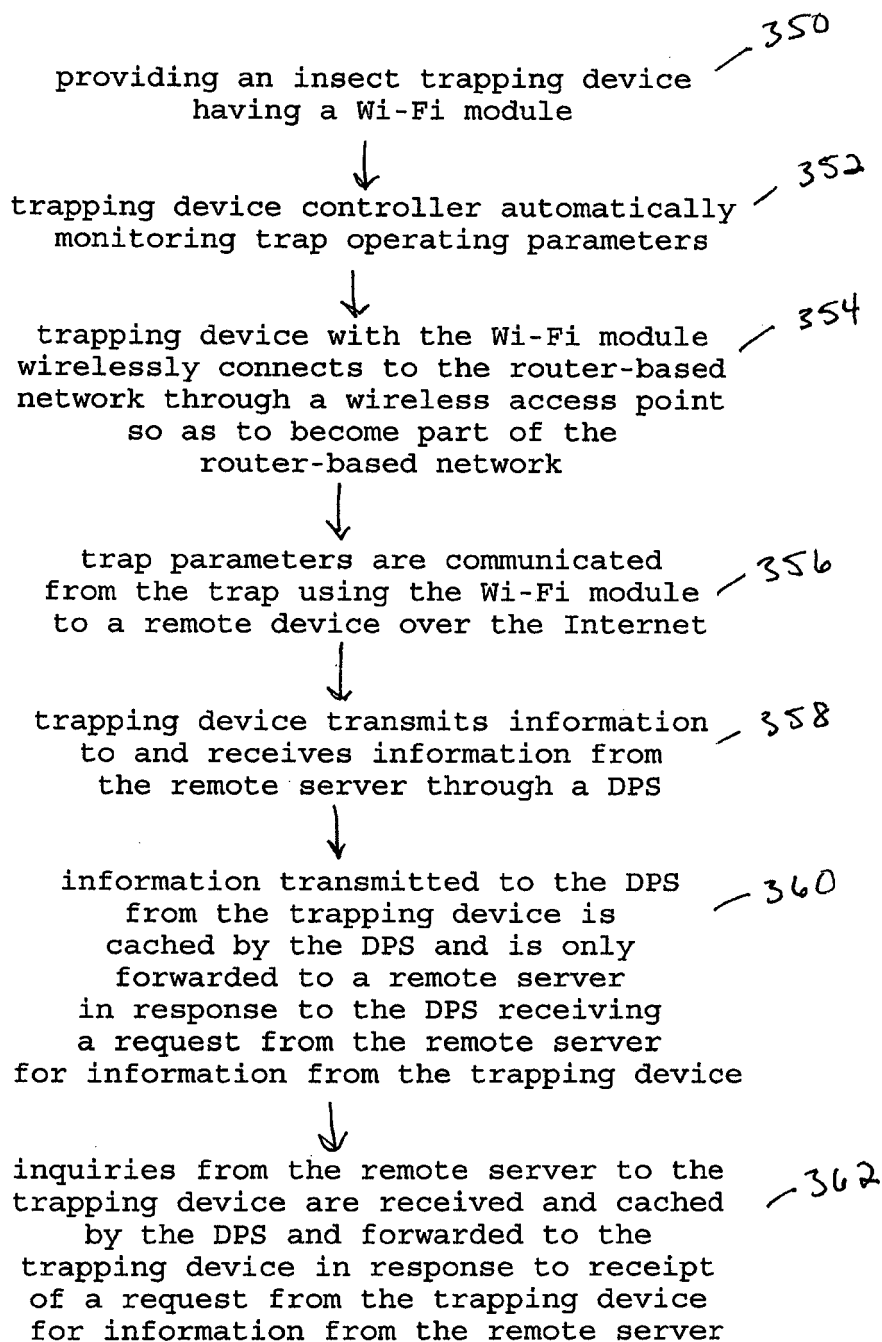 350
providing an insect trapping device
having a Wi-Fi module
352
trapping device controller automatically
monitoring trap operating parameters
354
trapping device with the Wi-Fi module
wirelessly connects to the router-based
network through a wireless access point
so as to become part of the
router-based network
356
trap parameters are communicated
from the trap using the Wi-Fi module
to a remote device over the Internet
358
trapping device transmits information
to and receives information from
the remote server through a DPS
360
information transmitted to the DPS
from the trapping device is
cached by the DPS and is only
forwarded to a remote server
in response to the DPS receiving
a request from the remote server
for information from the trapping device
362
inquiries from the remote server to the
trapping device are received and cached
by the DPS and forwarded to the
trapping device in response to receipt
of a request from the trapping device
for information from the remote server